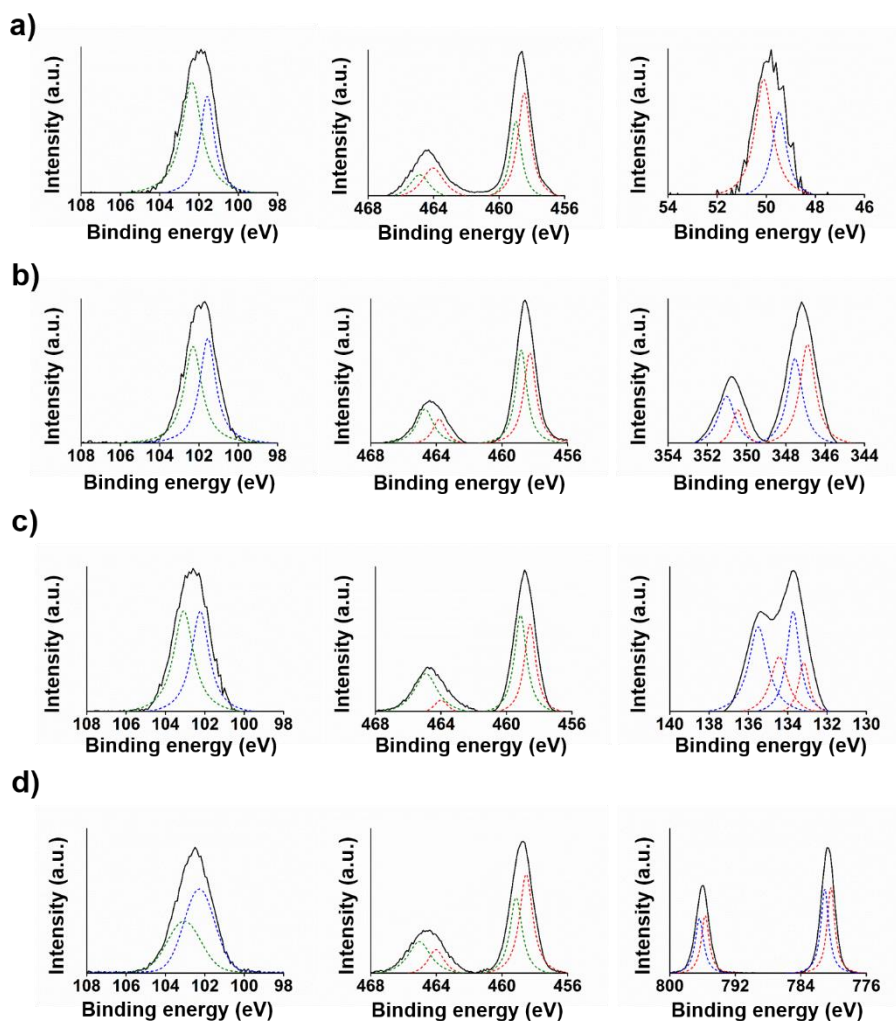 a)
Intensity (a.u.)
108 106 104 102 100 98
Binding energy (eV)
Intensity (a.u.)
468 464 460 456
Binding energy (eV)
Intensity (a.u.)
54 52 50 48 46
Binding energy (eV)
b)
Intensity (a.u.)
108 106 104 102 100 98
Binding energy (eV)
Intensity (a.u.)
468 464 460 456
Binding energy (eV)
Intensity (a.u.)
354 352 350 348 346 344
Binding energy (eV)
c)
Intensity (a.u.)
108 106 104 102 100 98
Binding energy (eV)
Intensity (a.u.)
468 464 460 456
Binding energy (eV)
Intensity (a.u.)
140 138 136 134 132 130
Binding energy (eV)
d)
Intensity (a.u.)
108 106 104 102 100 98
Binding energy (eV)
Intensity (a.u.)
468 464 460 456
Binding energy (eV)
Intensity (a.u.)
800 792 784 776
Binding energy (eV)